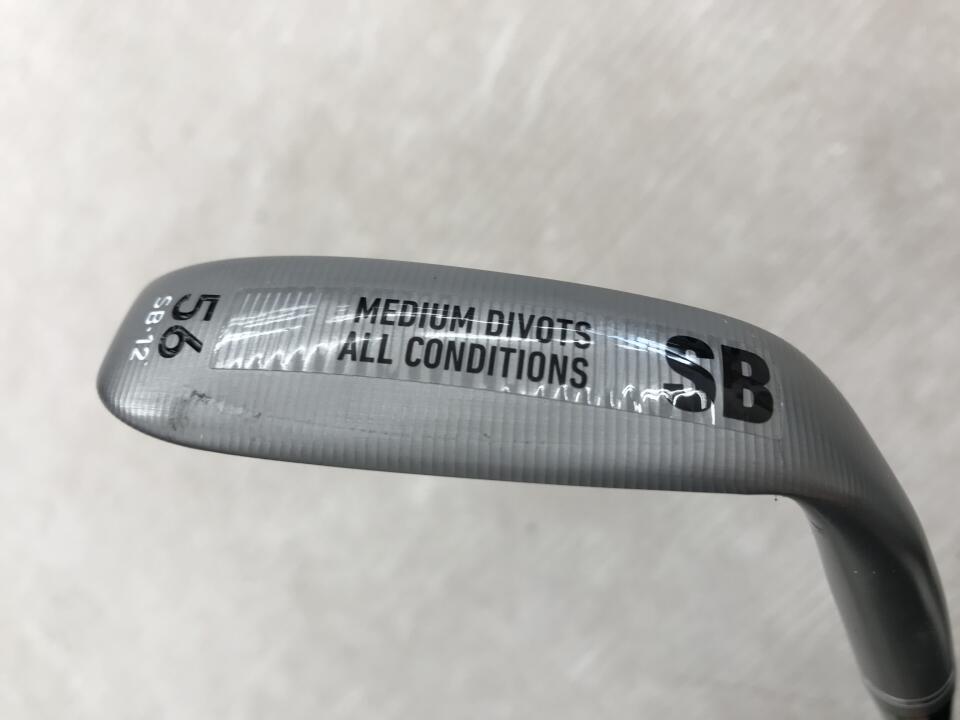 56
SB·12
MEDIUM DIVOTS
ALL CONDITIONS
SB